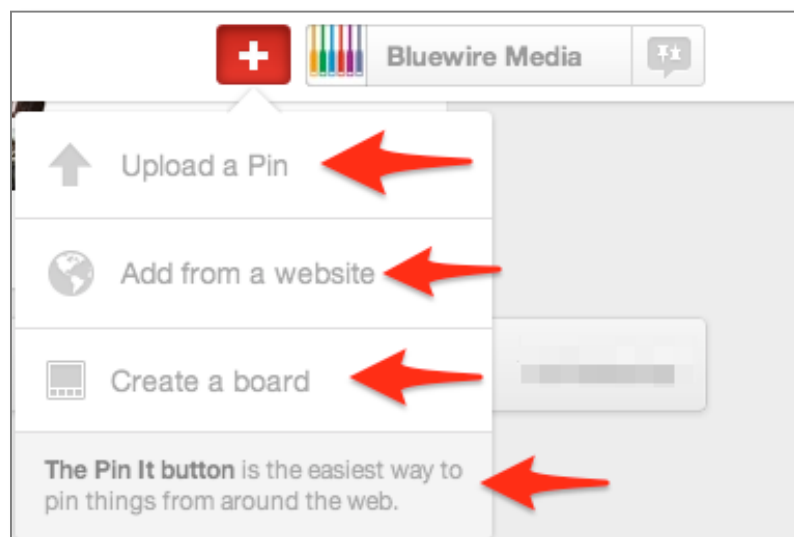 Bluewire Media
Upload a Pin
Add from a website
Create a board
The Pin It button is the easiest way to
pin things from around the web.